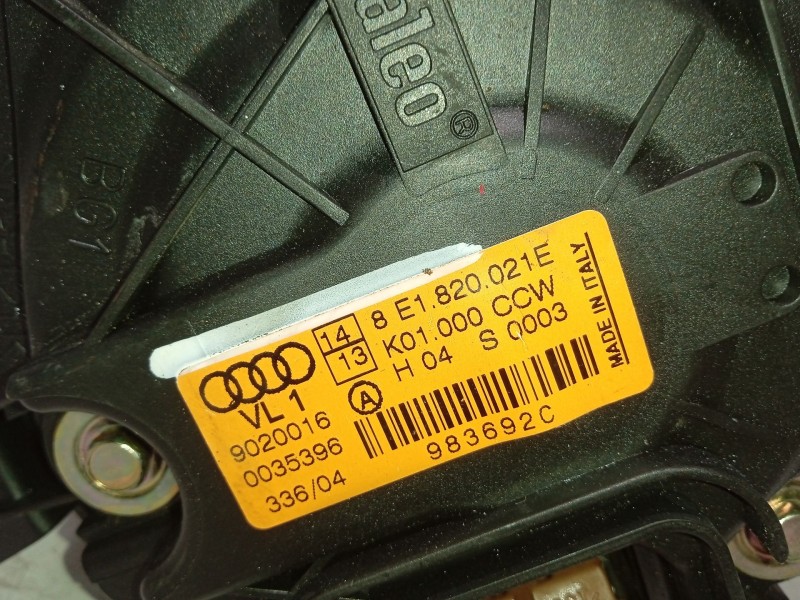 aleo®
BG1
14
13
8 E1.820.021E
K01.000 CCW
H 04 S 0003
MADE IN ITALY
VL 1
A
9020016
0035396
336/04
983692C